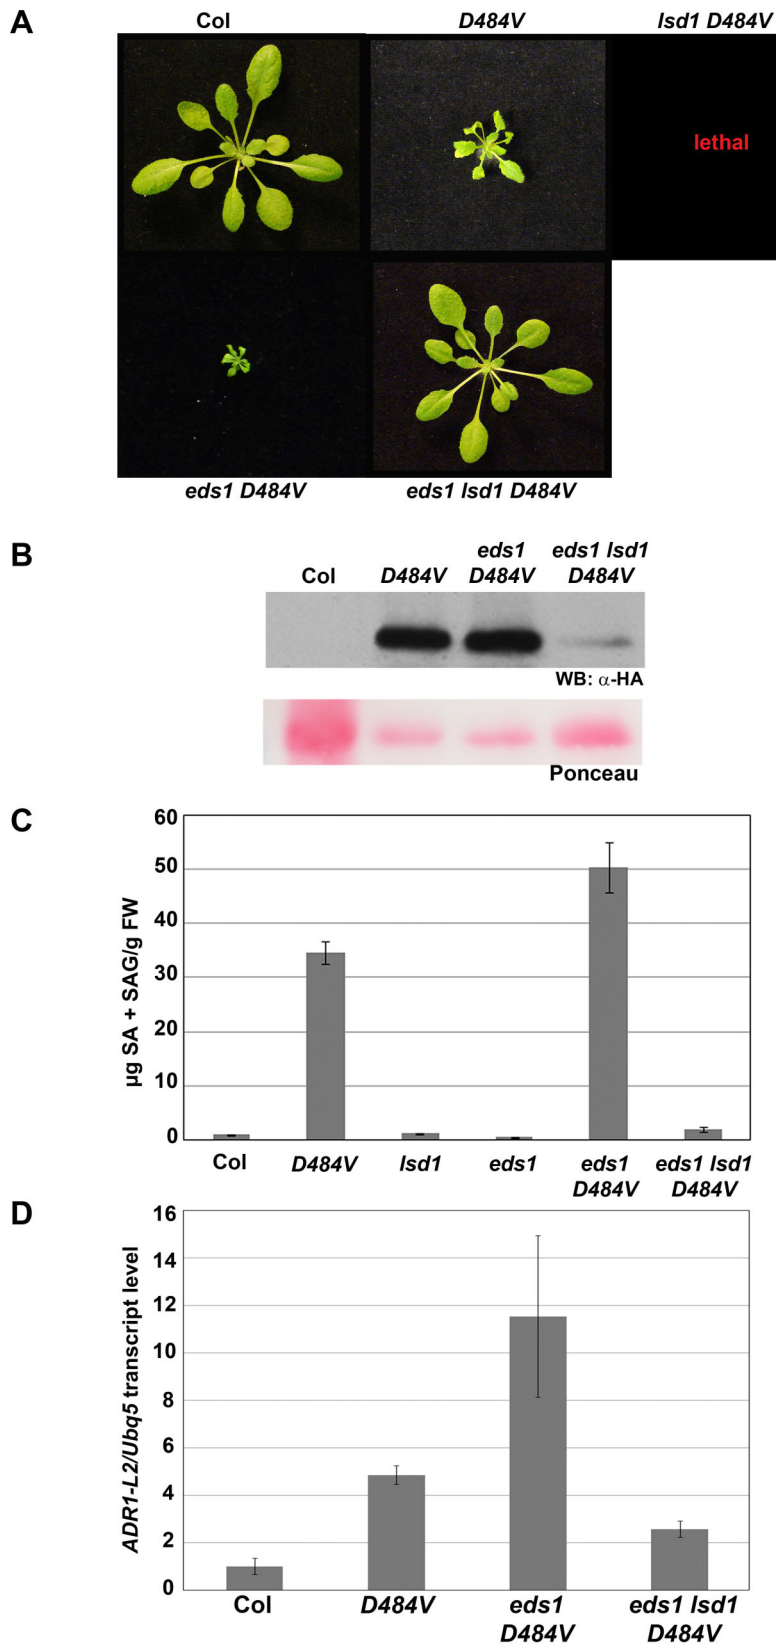 A
Col
D484V
lsd1 D484V
lethal
eds1 D484V
eds1 lsd1 D484V
B
Col
D484V
eds1
D484V
eds1 lsd1
D484V
WB: α-HA
Ponceau
C
µg SA + SAG/g FW
60
50
40
30
20
10
0
Col
D484V
lsd1
eds1
eds1
D484V
eds1 lsd1
D484V
D
ADR1-L2/Ubq5 transcript level
16
14
12
10
8
6
4
2
0
Col
D484V
eds1
D484V
eds1 lsd1
D484V